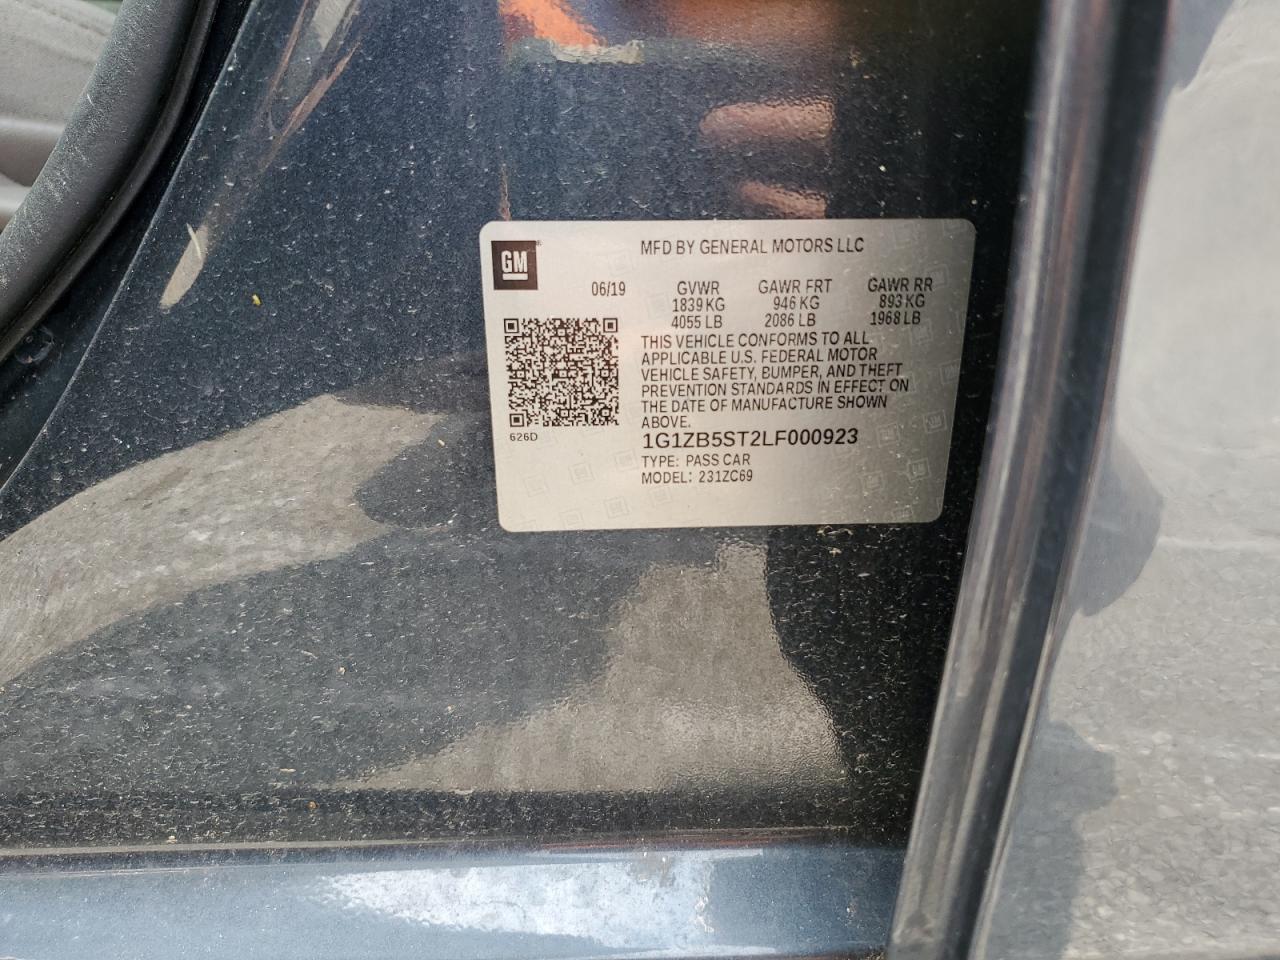 GM
MFD BY GENERAL MOTORS LLC
06/19
GVWR GAWR FRT GAWR RR
1839 KG 946 KG 893 KG
4055 LB 2086 LB 1968 LB
THIS VEHICLE CONFORMS TO ALL
APPLICABLE U.S. FEDERAL MOTOR
VEHICLE SAFETY, BUMPER, AND THEFT
PREVENTION STANDARDS IN EFFECT ON
THE DATE OF MANUFACTURE SHOWN
ABOVE.
626D
1G1ZB5ST2LF000923
TYPE: PASS CAR
MODEL: 231ZC69